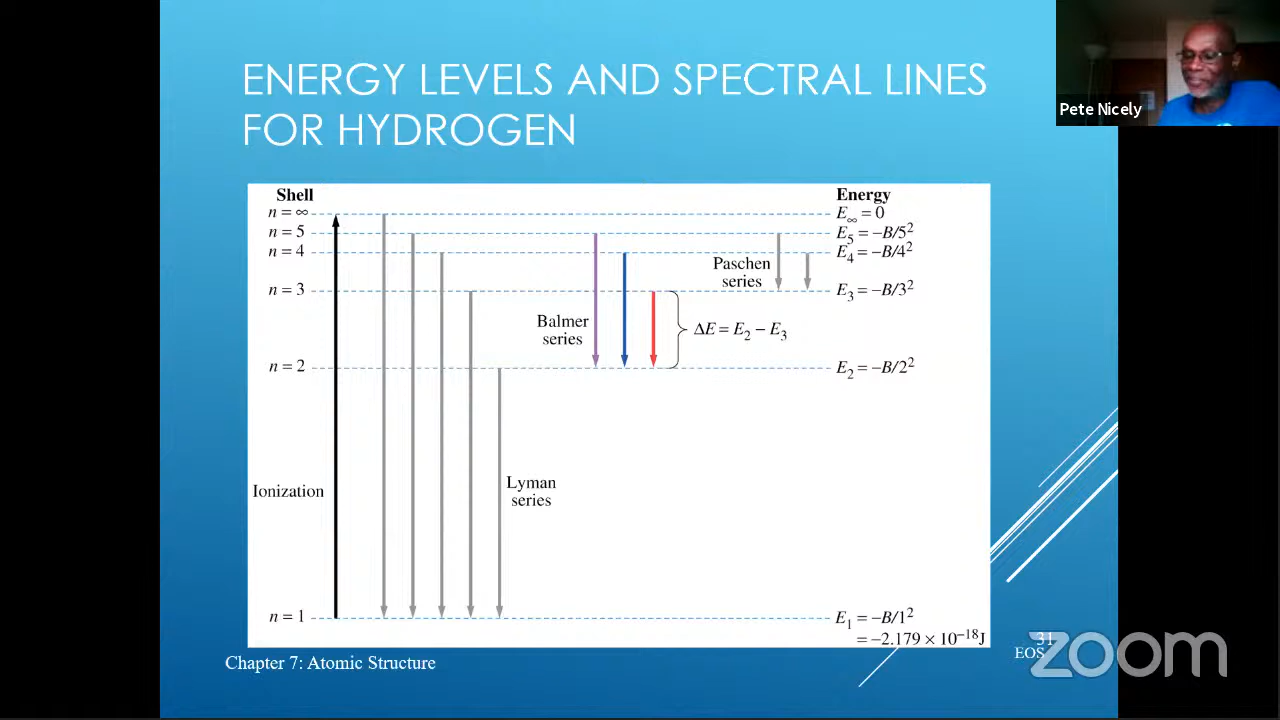 ENERGY LEVELS AND SPECTRAL LINES
FOR HYDROGEN
Pete Nicely
Shell
Energy
n = ∞
E∞ = 0
n = 5
E5 = −B/5²
n = 4
E4 = −B/4²
Paschen
series
n = 3
E3 = −B/3²
Balmer
series
ΔE = E2 − E3
n = 2
E2 = −B/2²
Ionization
Lyman
series
n = 1
E1 = −B/1²
= −2.179 × 10⁻¹⁸J
Chapter 7: Atomic Structure
31
EOS
zoom